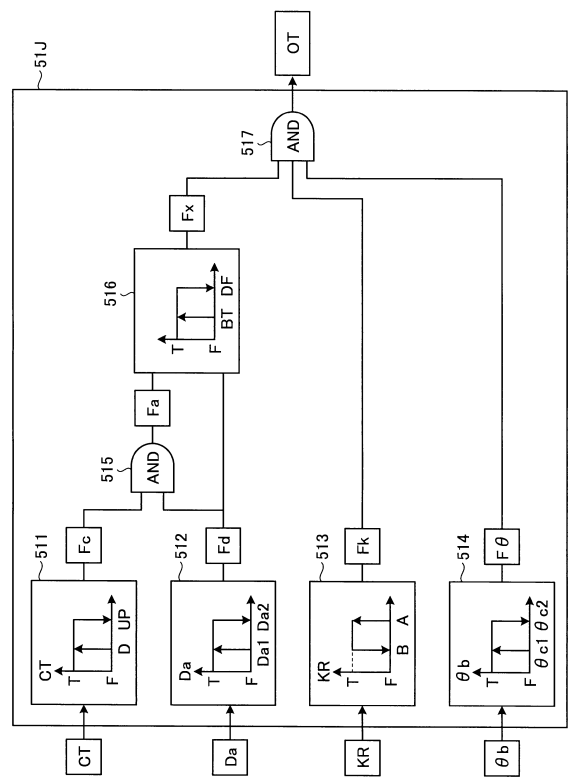 51J
CT
511
CT
T
F
D UP
Fc
515
AND
Fa
516
T
F
BT DF
Fx
517
AND
OT
Da
512
Da
T
F
Da1 Da2
Fd
KR
513
KR
T
F
B A
Fk
θb
514
θb
T
F
θc1 θc2
Fθ